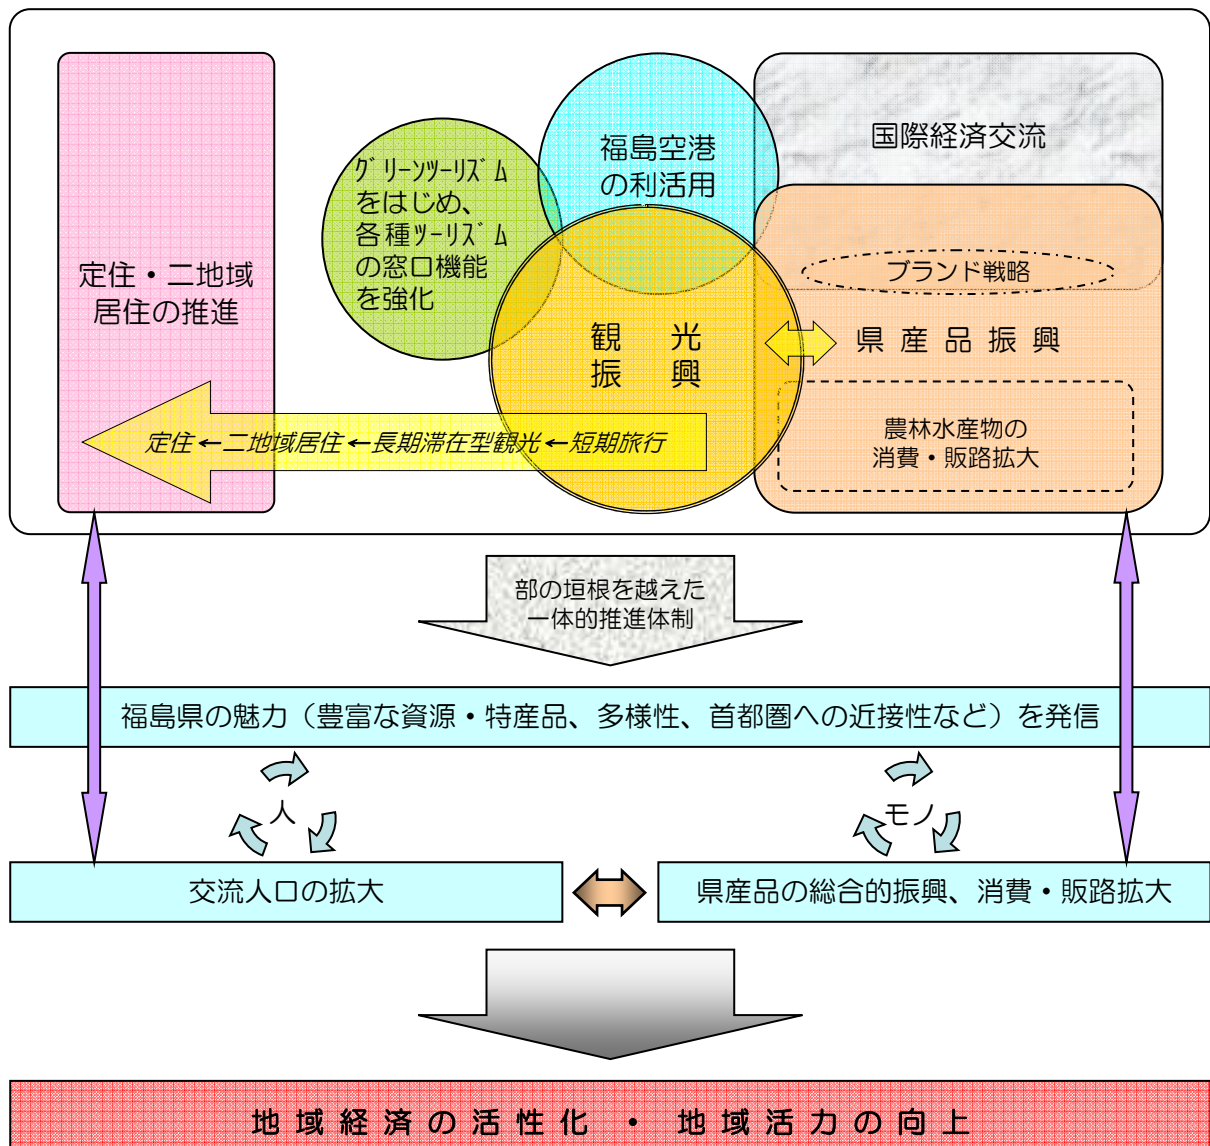 国際経済交流
福島空港
の利活用
ｸﾞﾘｰﾝﾂｰﾘｽﾞﾑ
をはじめ、
各種ﾂｰﾘｽﾞﾑ
の窓口機能
を強化
定住・二地域
居住の推進
ブランド戦略
観　光
振　興
県産品振興
農林水産物の
消費・販路拡大
定住←二地域居住←長期滞在型観光←短期旅行
部の垣根を越えた
一体的推進体制
福島県の魅力（豊富な資源・特産品、多様性、首都圏への近接性など）を発信
人
モノ
交流人口の拡大
県産品の総合的振興、消費・販路拡大
地域経済の活性化・地域活力の向上